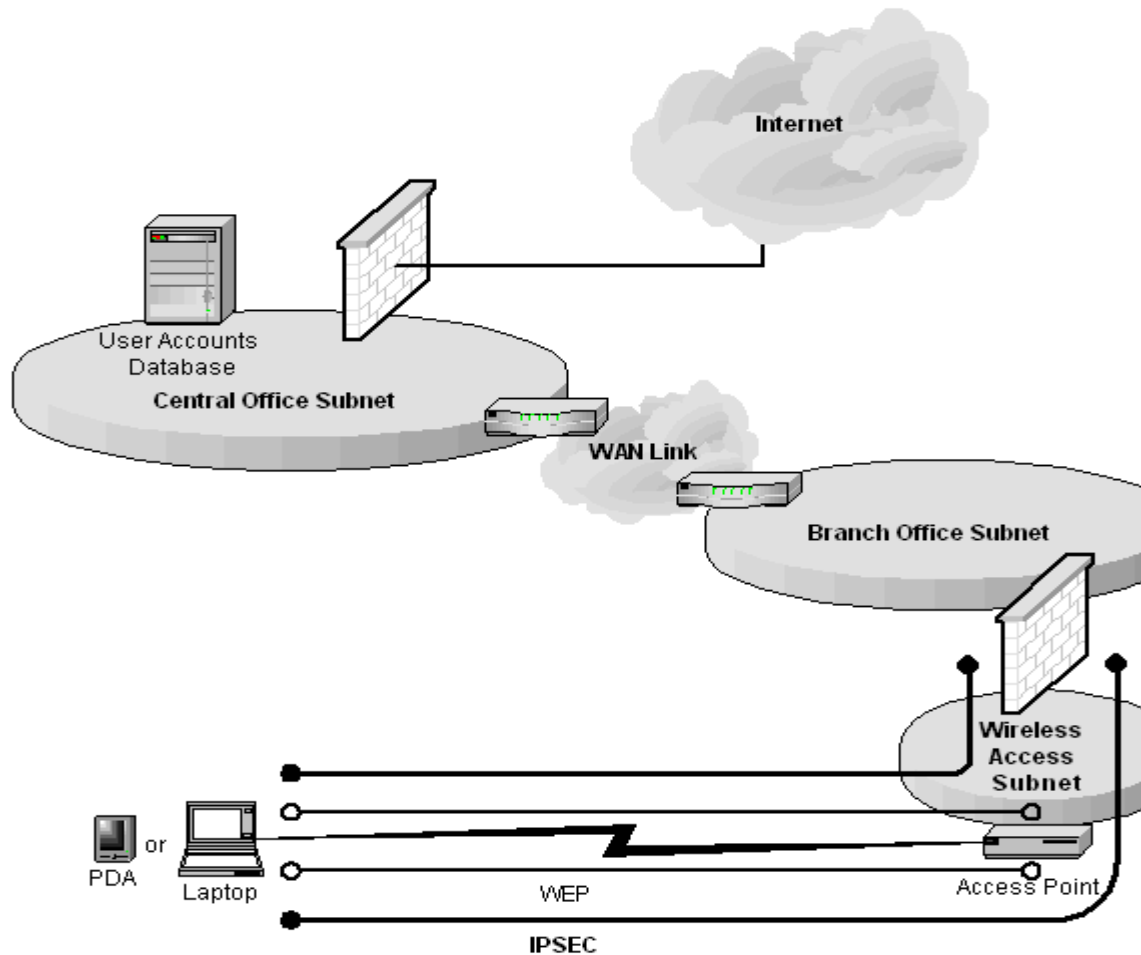 Internet
User Accounts
Database
Central Office Subnet
WAN Link
Branch Office Subnet
Wireless
Access
Subnet
or
PDA
Laptop
WEP
Access Point
IPSEC